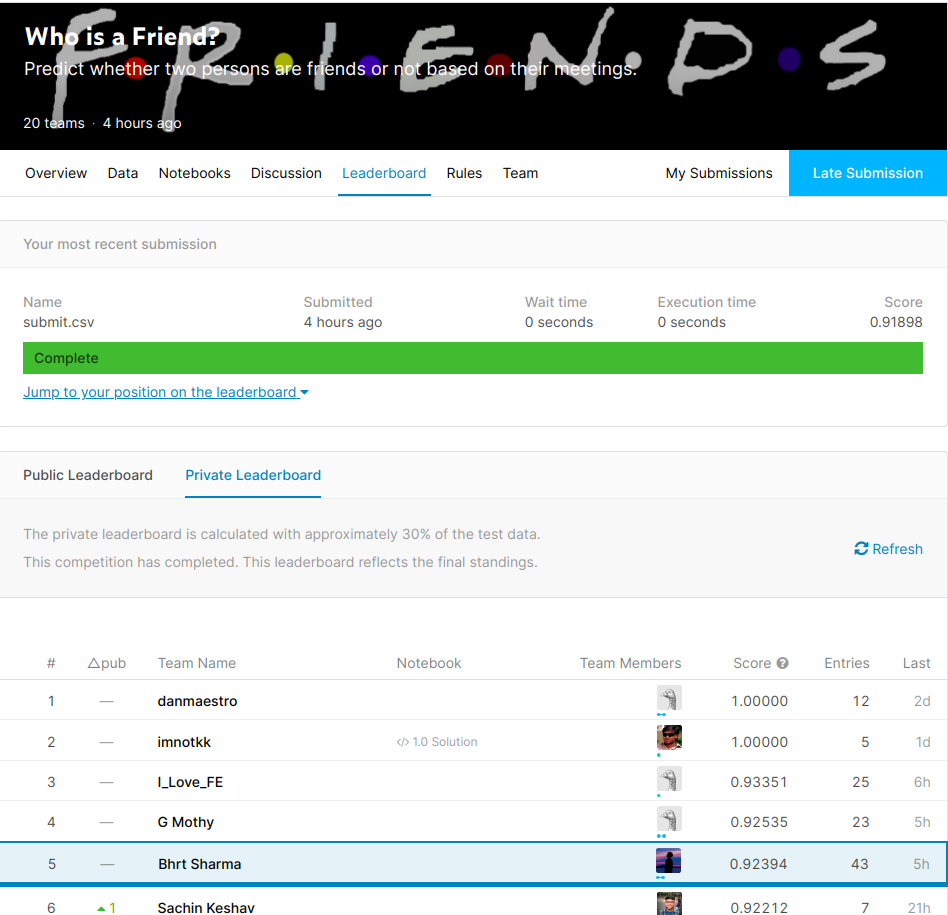 F R I E N D S
Who is a Friend?
Predict whether two persons are friends or not based on their meetings.
20 teams · 4 hours ago
Overview Data Notebooks Discussion Leaderboard Rules Team My Submissions Late Submission
Your most recent submission
Name Submitted Wait time Execution time Score
submit.csv 4 hours ago 0 seconds 0 seconds 0.91898
Complete
Jump to your position on the leaderboard
Public Leaderboard Private Leaderboard
The private leaderboard is calculated with approximately 30% of the test data.
This competition has completed. This leaderboard reflects the final standings.
Refresh
# △pub Team Name Notebook Team Members Score Entries Last
1 — danmaestro 1.00000 12 2d
2 — imnotkk </> 1.0 Solution 1.00000 5 1d
3 — I_Love_FE 0.93351 25 6h
4 — G Mothy 0.92535 23 5h
5 — Bhrt Sharma 0.92394 43 5h
6 ▲1 Sachin Keshav 0.92212 7 21h